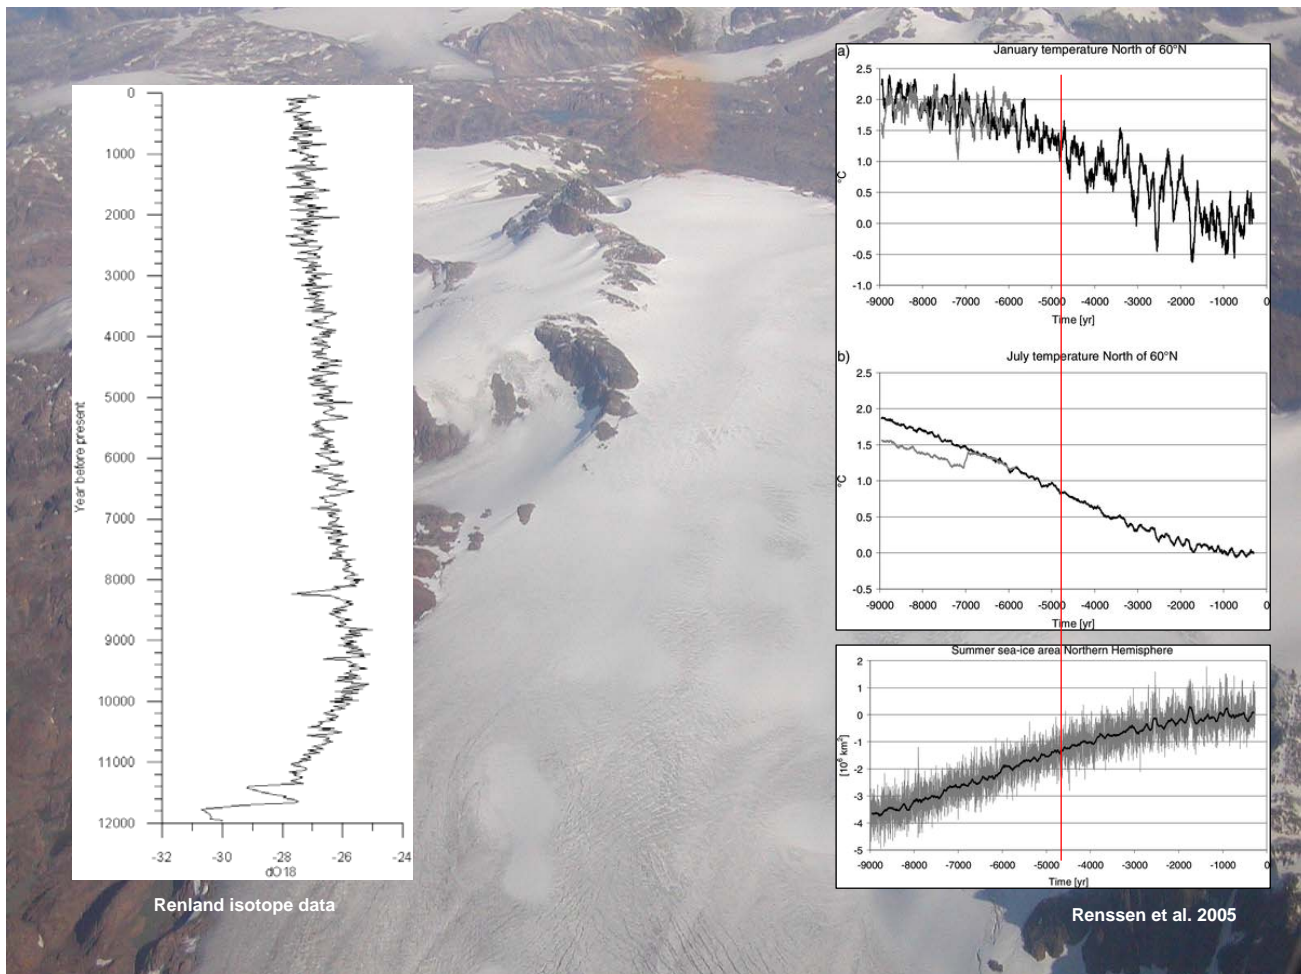 0
1000
2000
3000
4000
5000
6000
7000
8000
9000
10000
11000
12000
Year before present
-32 -30 -28 -26 -24
dO18
Renland isotope data
a)
January temperature North of 60°N
2.5
2.0
1.5
1.0
0.5
0.0
-0.5
-1.0
°C
-9000 -8000 -7000 -6000 -5000 -4000 -3000 -2000 -1000 0
Time [yr]
b)
July temperature North of 60°N
2.5
2.0
1.5
1.0
0.5
0.0
-0.5
°C
-9000 -8000 -7000 -6000 -5000 -4000 -3000 -2000 -1000 0
Time [yr]
Summer sea-ice area Northern Hemisphere
2
1
0
-1
-2
-3
-4
-5
[10⁶ km²]
-9000 -8000 -7000 -6000 -5000 -4000 -3000 -2000 -1000 0
Time [yr]
Renssen et al. 2005